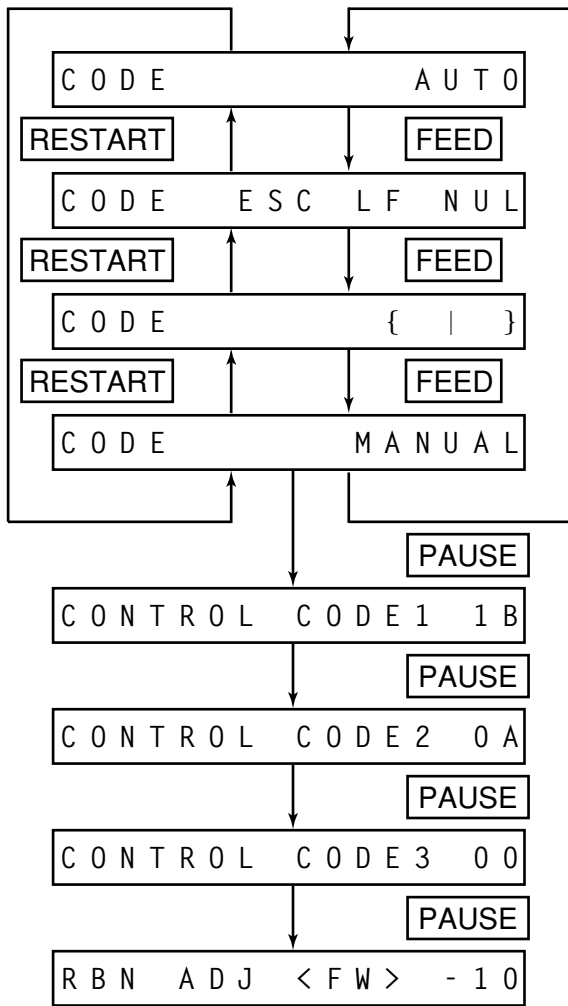 CODE AUTO
RESTART FEED
CODE ESC LF NUL
RESTART FEED
CODE { | }
RESTART FEED
CODE MANUAL
PAUSE
CONTROL CODE1 1B
PAUSE
CONTROL CODE2 0A
PAUSE
CONTROL CODE3 00
PAUSE
RBN ADJ <FW> -10